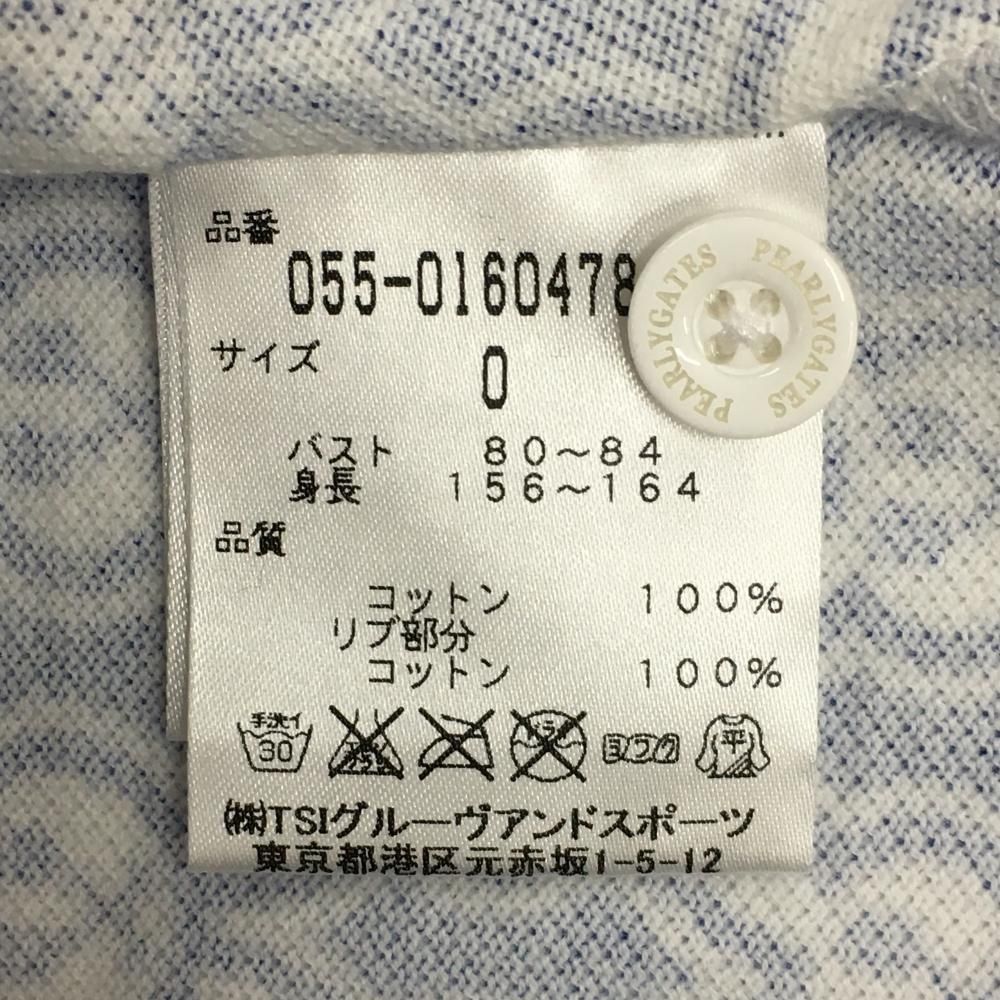 品番
055-0160478
サイズ
0
バスト 80～84
身長 156～164
品質
コットン 100%
リブ部分
コットン 100%
手洗イ
30
ドライ
ヨワク
平
㈱TSIグルーヴアンドスポーツ
東京都港区元赤坂1-5-12
PEARLYGATES PEARLYGATES